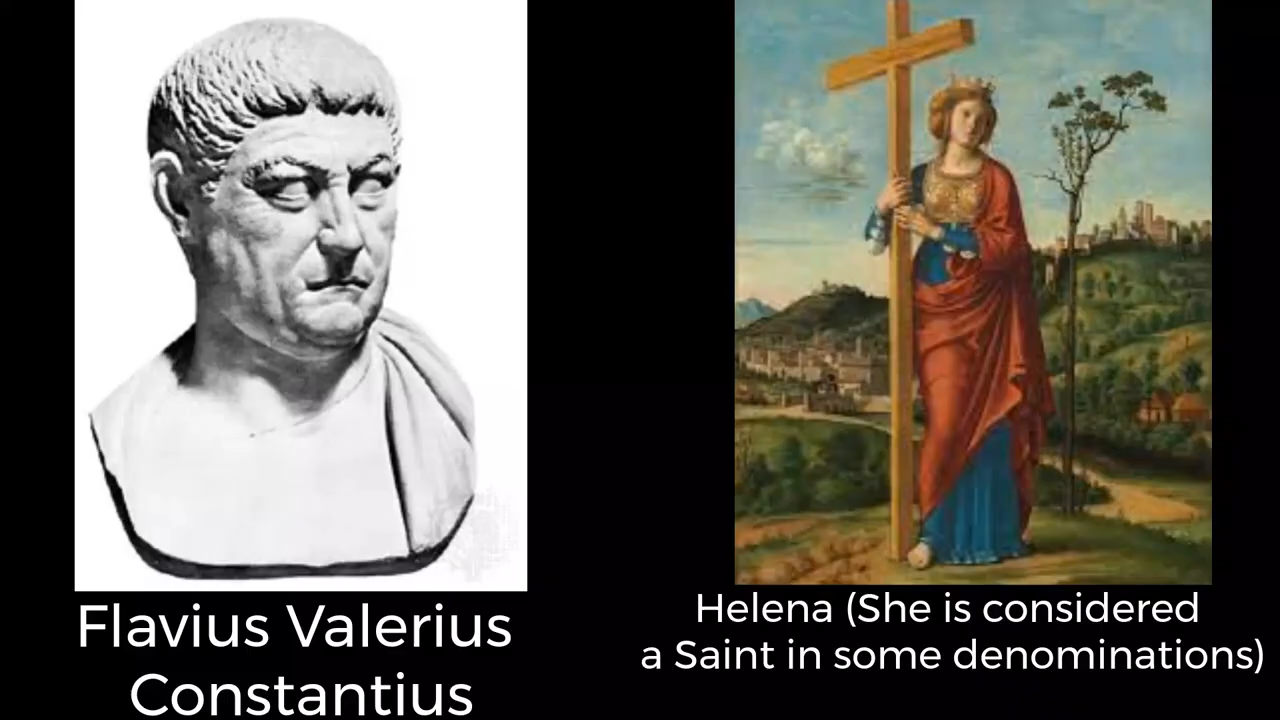 Flavius Valerius
Constantius
Helena (She is considered
a Saint in some denominations)